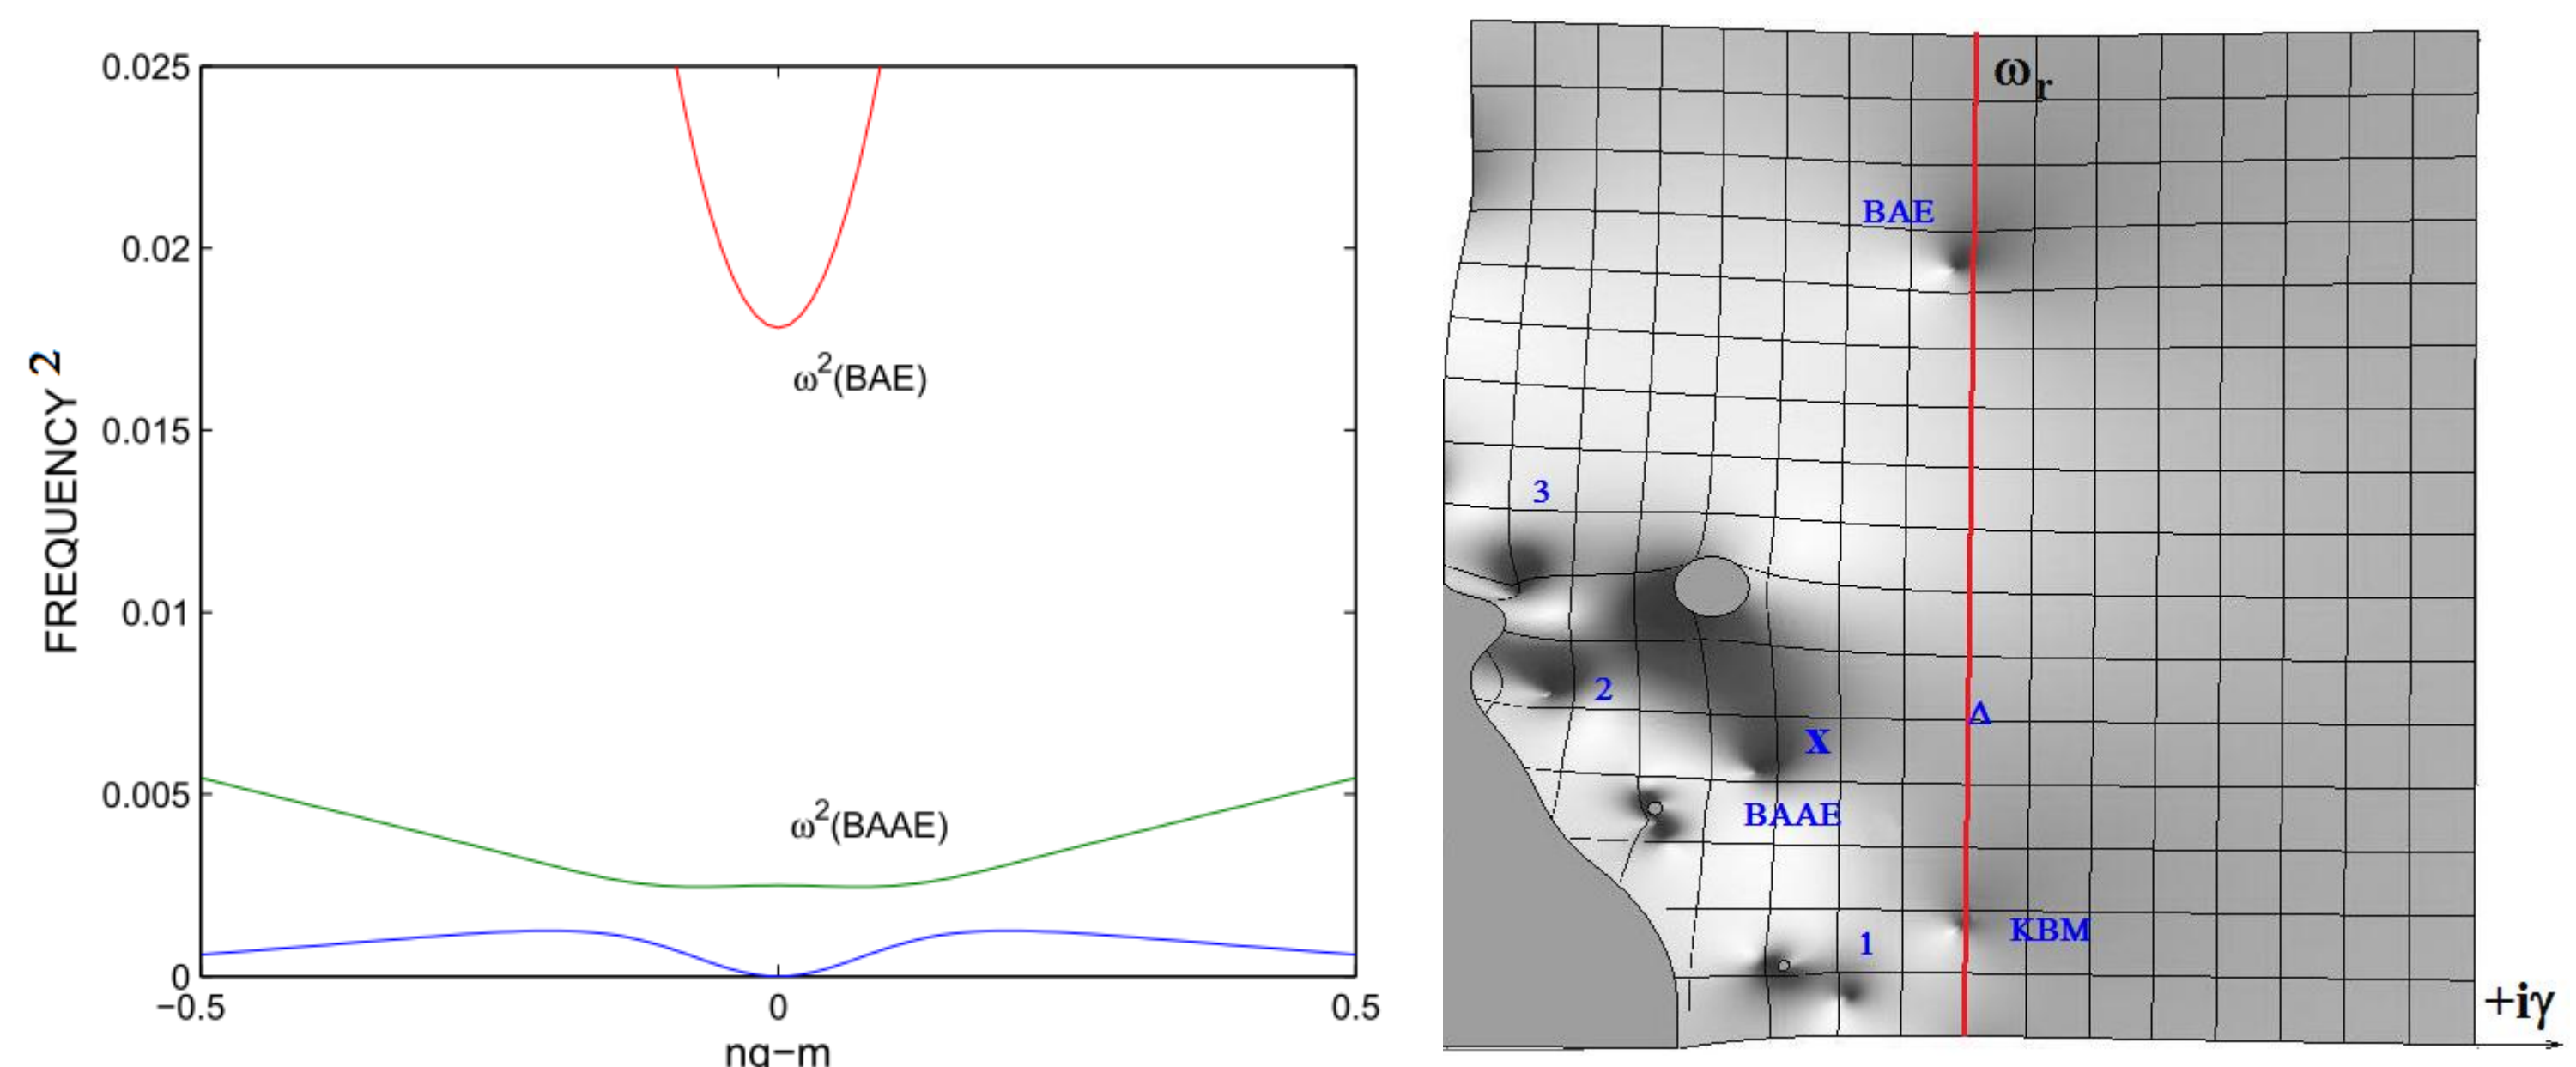 FREQUENCY 2
0.025
0.02
0.015
0.01
0.005
0
ω2(BAE)
ω2(BAAE)
−0.5
0
0.5
nq−m
ωr
BAE
3
2
Δ
X
BAAE
1
KBM
+iγ